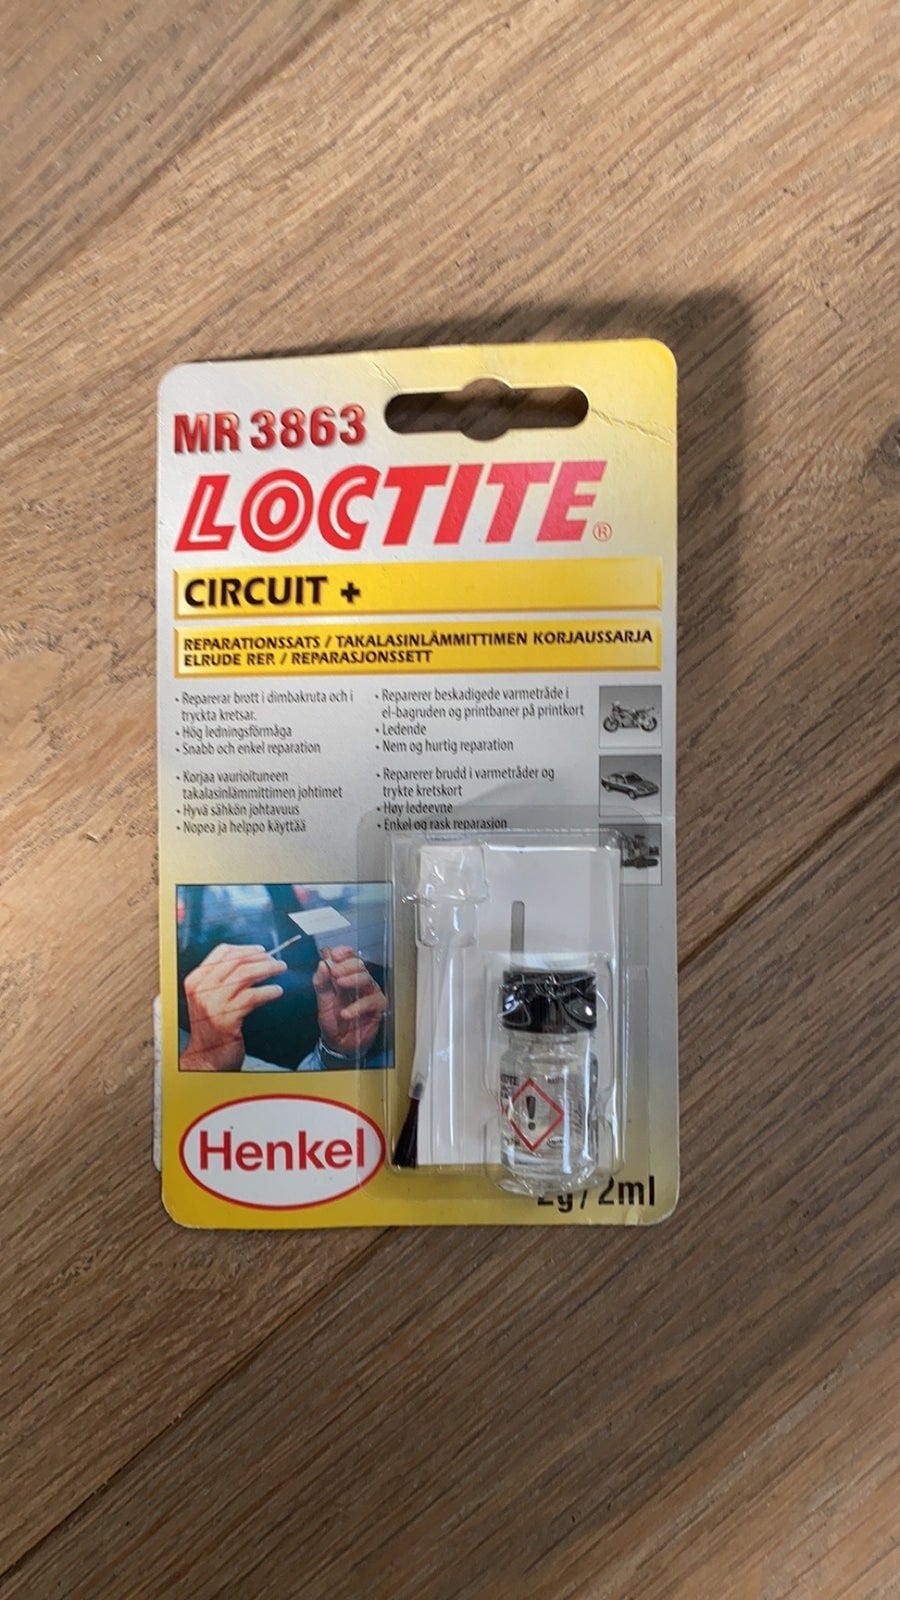 MR 3863
LOCTITE®
CIRCUIT +
REPARATIONSSATS / TAKALASINLÄMMITTIMEN KORJAUSSARJA
ELRUDE REP. / REPARASJONSSETT
• Reparerar brott i dimbakruta och i
tryckta kretsar.
• Hög ledningsförmåga
• Snabb och enkel reparation
• Korjaa vaurioituneen
takalasinlämmittimen johtimet
• Hyvä sähkön johtavuus
• Nopea ja helppo käyttää
• Reparerer beskadigede varmetråde i
el-bagruden og printbaner på printkort
• Ledende
• Nem og hurtig reparation
• Reparerer brudd i varmetråder og
trykte kretskort
• Høy ledeevne
• Enkel og rask reparasjon
Henkel
2g / 2ml